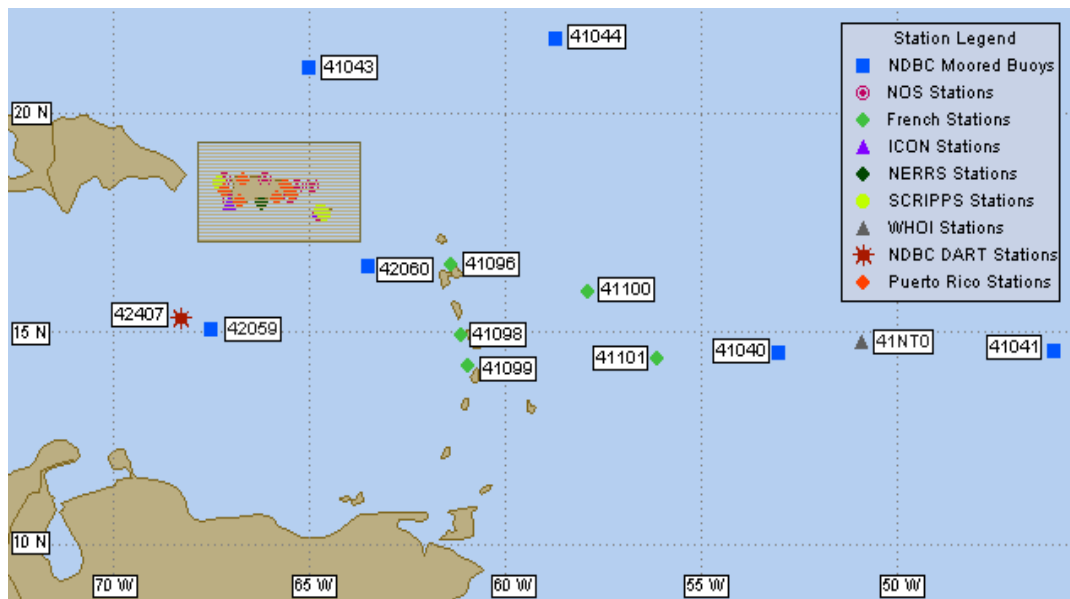 41044
41043
Station Legend
NDBC Moored Buoys
NOS Stations
French Stations
ICON Stations
NERRS Stations
SCRIPPS Stations
WHOI Stations
NDBC DART Stations
Puerto Rico Stations
20 N
42060
41096
41100
42407
42059
15 N
41098
41099
41101
41040
41NT0
41041
10 N
70 W
65 W
60 W
55 W
50 W